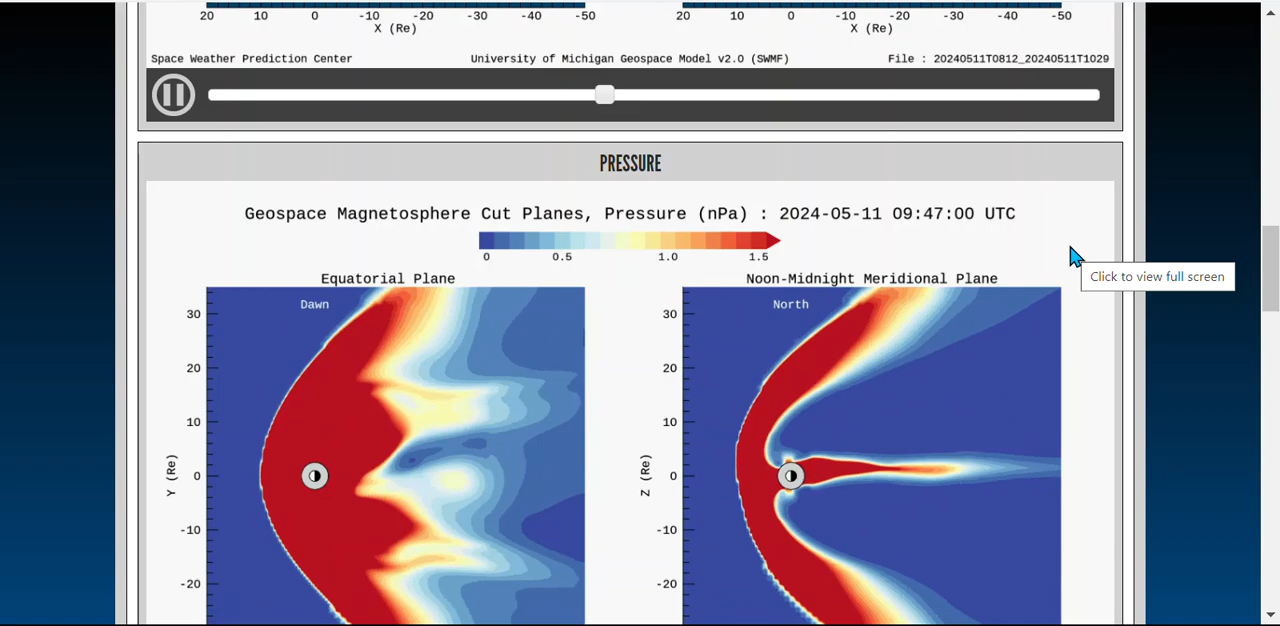 20 10 0 -10 -20 -30 -40 -50 20 10 0 -10 -20 -30 -40 -50
X (Re) X (Re)
Space Weather Prediction Center University of Michigan Geospace Model v2.0 (SWMF) File : 20240511T0812_20240511T1029
PRESSURE
Geospace Magnetosphere Cut Planes, Pressure (nPa) : 2024-05-11 09:47:00 UTC
0 0.5 1.0 1.5
Click to view full screen
Equatorial Plane Noon-Midnight Meridional Plane
Dawn North
30 30
20 20
10 10
0 0
Y (Re) Z (Re)
-10 -10
-20 -20